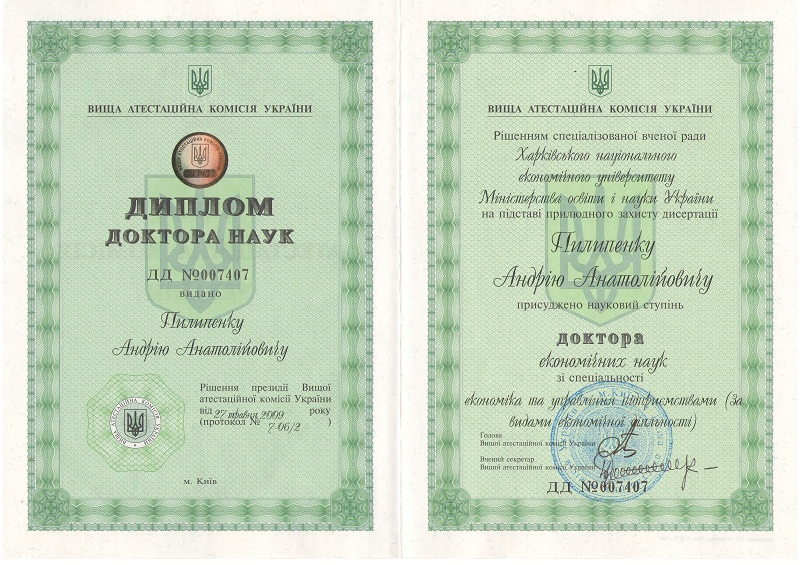 ВИЩА АТЕСТАЦІЙНА КОМІСІЯ УКРАЇНИ
ДИПЛОМ
ДОКТОРА НАУК
ДД №007407
видано
Пилипенку
Андрію Анатолійовичу
Рішення президії Вищої
атестаційної комісії України
від 27 травня 2009 року
(протокол № 7-06/2 )
АТЕСТАЦІЙНА КОМІСІЯ
ВИЩА УКРАЇНИ
м. Київ
ВИЩА АТЕСТАЦІЙНА КОМІСІЯ УКРАЇНИ
Рішенням спеціалізованої вченої ради
Харківського національного
економічного університету
Міністерства освіти і науки України
на підставі прилюдного захисту дисертації
Пилипенку
Андрію Анатолійовичу
присуджено науковий ступінь
доктора
економічних наук
зі спеціальності
економіка та управління підприємствами (за
видами економічної діяльності)
Голова
Вищої атестаційної комісії України
Вчений секретар
Вищої атестаційної комісії України
ДД №007407